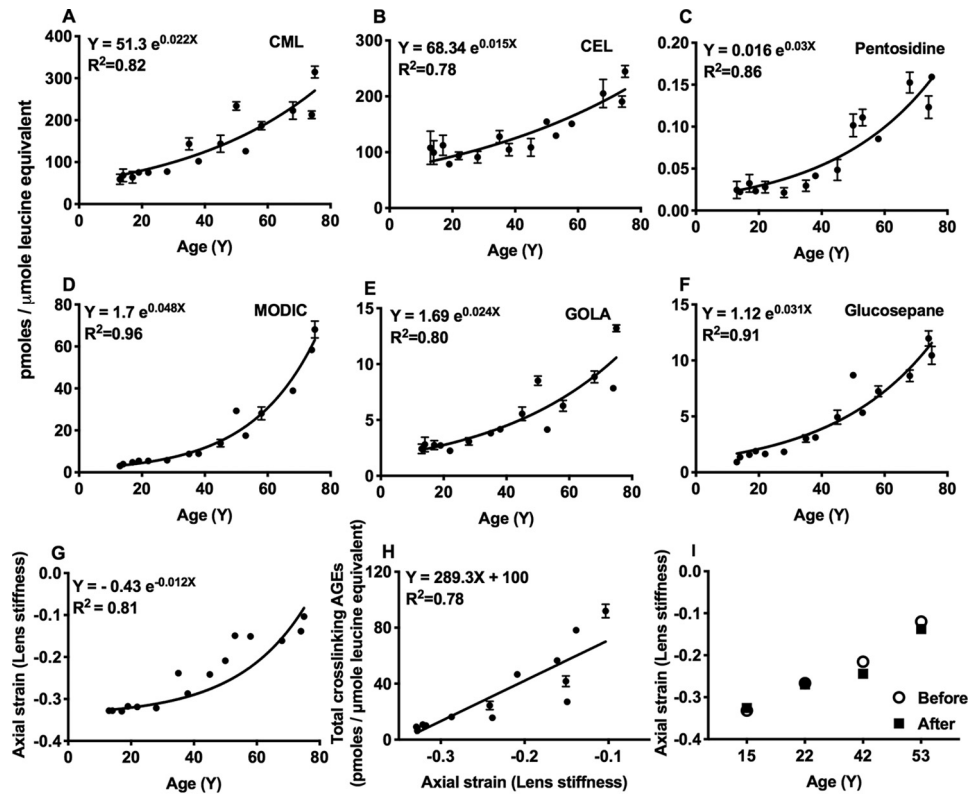 A
Y = 51.3 e^0.022X
R²=0.82
CML
400
300
200
100
0
0 20 40 60 80
Age (Y)
B
Y = 68.34 e^0.015X
R²=0.78
CEL
300
200
100
0
0 20 40 60 80
Age (Y)
C
Y = 0.016 e^0.03X
R²=0.86
Pentosidine
0.20
0.15
0.10
0.05
0.00
0 20 40 60 80
Age (Y)
pmoles / μmole leucine equivalent
D
Y = 1.7 e^0.048X
R²=0.96
MODIC
80
60
40
20
0
0 20 40 60 80
Age (Y)
E
Y = 1.69 e^0.024X
R²=0.80
GOLA
15
10
5
0
0 20 40 60 80
Age (Y)
F
Y = 1.12 e^0.031X
R²=0.91
Glucosepane
15
10
5
0
0 20 40 60 80
Age (Y)
G
Y = - 0.43 e^-0.012X
R² = 0.81
Axial strain (Lens stiffness)
0.0
-0.1
-0.2
-0.3
-0.4
0 20 40 60 80
Age (Y)
H
Y = 289.3X + 100
R²=0.78
Total crosslinking AGEs
(pmoles / μmole leucine equivalent)
120
80
40
0
-0.3 -0.2 -0.1
Axial strain (Lens stiffness)
I
Axial strain (Lens stiffness)
0.0
-0.1
-0.2
-0.3
-0.4
Before
After
15 22 42 53
Age (Y)